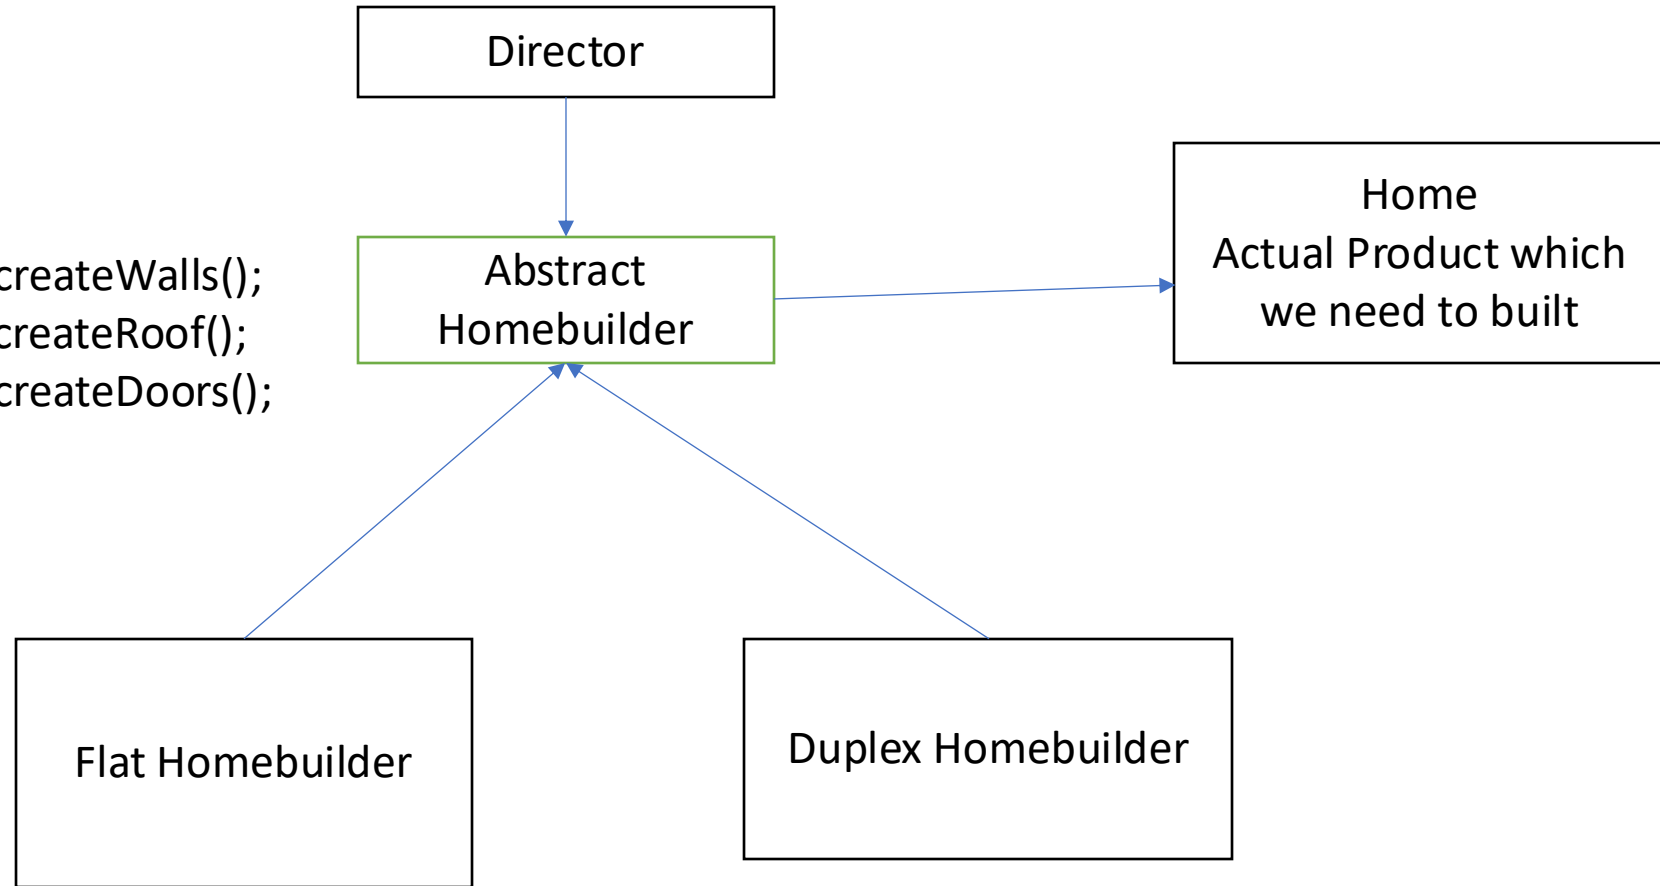 Director
Home
Actual Product which
we need to built
createWalls();
createRoof();
createDoors();
Abstract
Homebuilder
Flat Homebuilder
Duplex Homebuilder